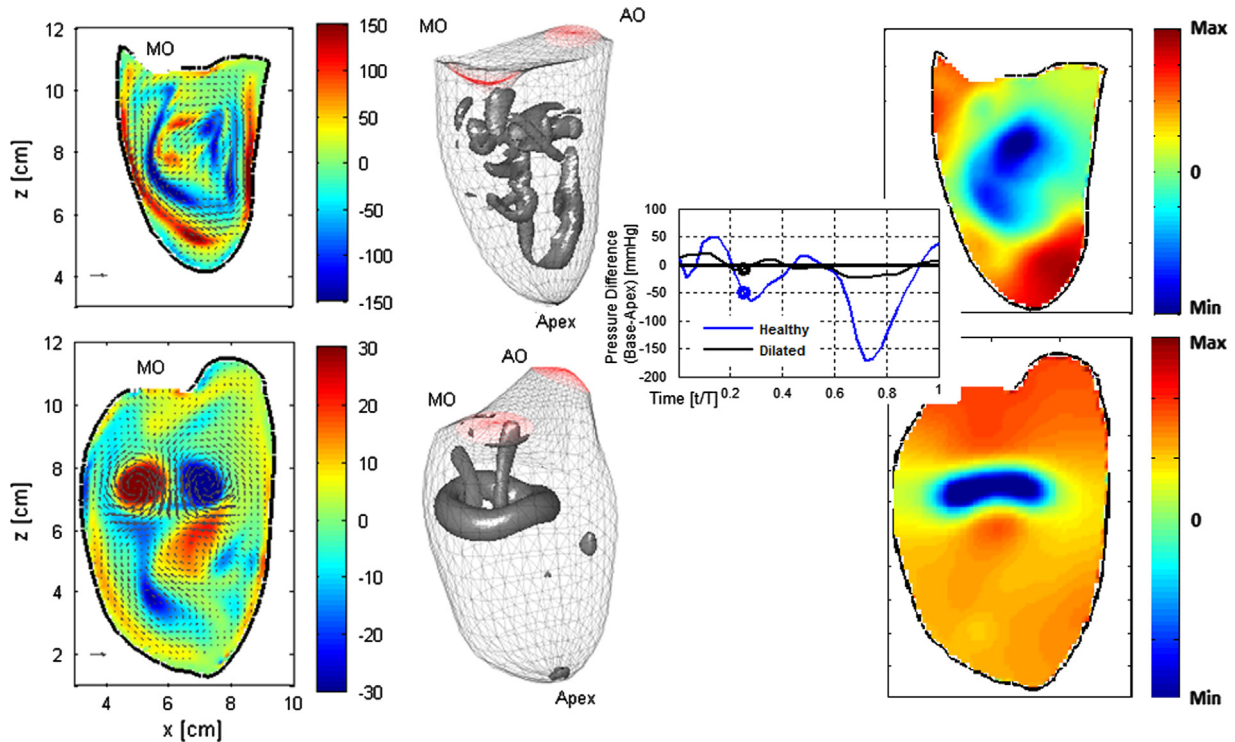 12
10
8
6
4
z [cm]
MO
150
100
50
0
-50
-100
-150
MO
AO
Apex
Max
0
Min
100
50
0
-50
-100
-150
-200
Pressure Difference
(Base-Apex) [mmHg]
Healthy
Dilated
Time [t/T]
0.2
0.4
0.6
0.8
1
12
10
8
6
4
2
z [cm]
MO
4
6
8
10
x [cm]
30
20
10
0
-10
-20
-30
AO
MO
Apex
Max
0
Min